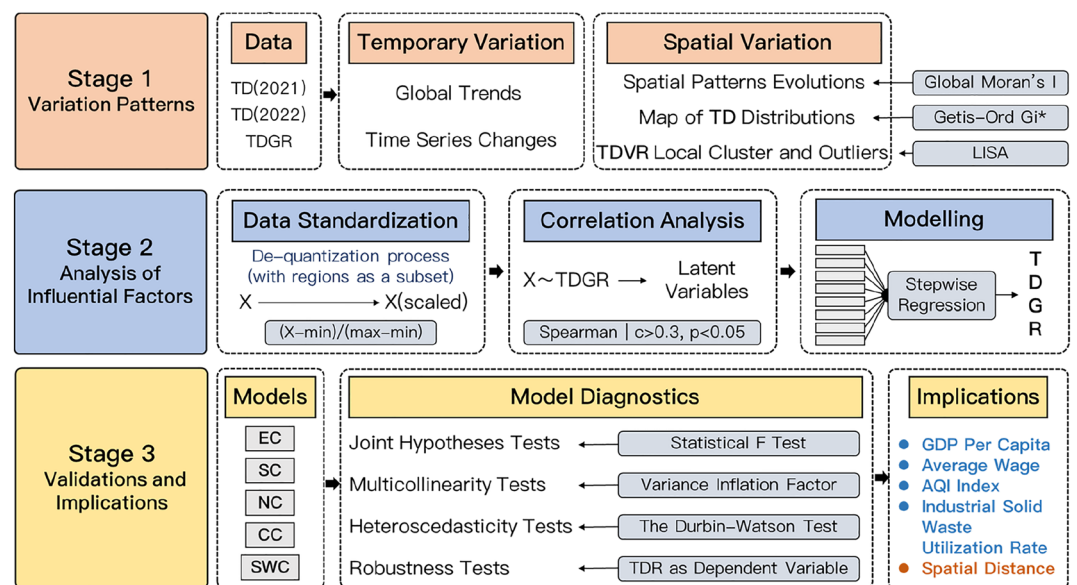 Stage 1
Variation Patterns
Data
TD(2021)
TD(2022)
TDGR
Temporary Variation
Global Trends
Time Series Changes
Spatial Variation
Spatial Patterns Evolutions
Global Moran's I
Map of TD Distributions
Getis-Ord Gi*
TDVR Local Cluster and Outliers
LISA
Stage 2
Analysis of
Influential Factors
Data Standardization
De-quantization process
(with regions as a subset)
X
X(scaled)
(X-min)/(max-min)
Correlation Analysis
X~TDGR
Latent
Variables
Spearman | c>0.3, p<0.05
Modelling
Stepwise
Regression
T
D
G
R
Stage 3
Validations and
Implications
Models
EC
SC
NC
CC
SWC
Model Diagnostics
Joint Hypotheses Tests
Statistical F Test
Multicollinearity Tests
Variance Inflation Factor
Heteroscedasticity Tests
The Durbin-Watson Test
Robustness Tests
TDR as Dependent Variable
Implications
GDP Per Capita
Average Wage
AQI Index
Industrial Solid
Waste
Utilization Rate
Spatial Distance